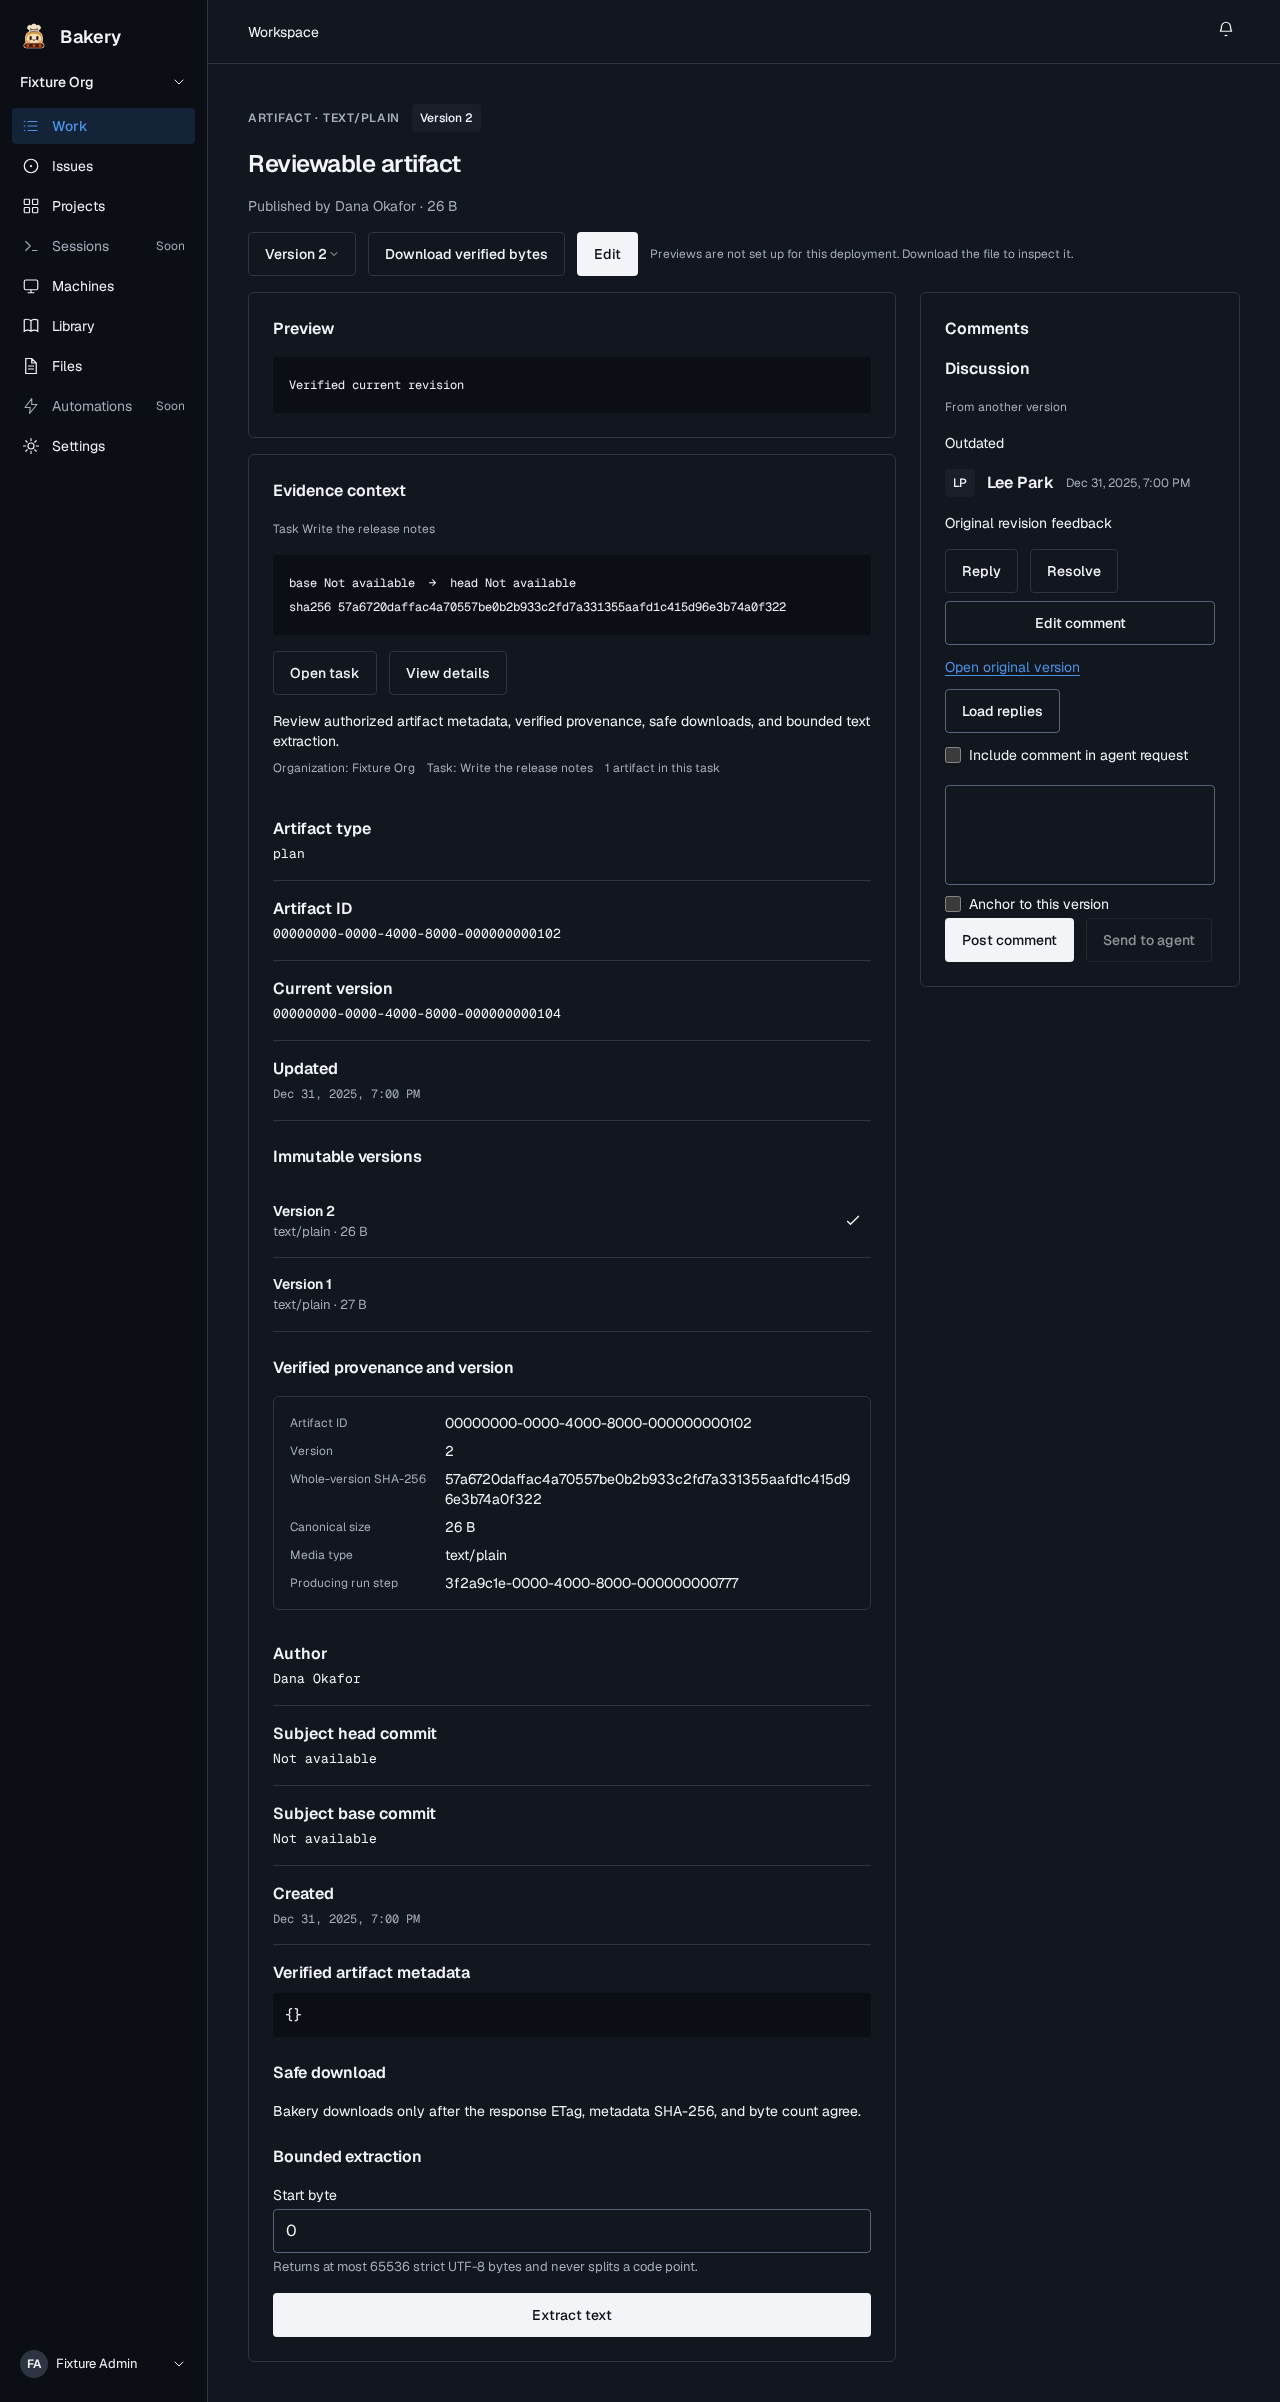 Bakery
Fixture Org
Work
Issues
Projects
Sessions Soon
Machines
Library
Files
Automations Soon
Settings
FA Fixture Admin
Workspace
ARTIFACT · TEXT/PLAIN Version 2
Reviewable artifact
Published by Dana Okafor · 26 B
Version 2 Download verified bytes Edit Previews are not set up for this deployment. Download the file to inspect it.
Preview
Verified current revision
Evidence context
Task Write the release notes
base Not available → head Not available
sha256 57a6720daffac4a70557be0b2b933c2fd7a331355aafd1c415d96e3b74a0f322
Open task View details
Review authorized artifact metadata, verified provenance, safe downloads, and bounded text
extraction.
Organization: Fixture Org Task: Write the release notes 1 artifact in this task
Artifact type
plan
Artifact ID
00000000-0000-4000-8000-000000000102
Current version
00000000-0000-4000-8000-000000000104
Updated
Dec 31, 2025, 7:00 PM
Immutable versions
Version 2
text/plain · 26 B
Version 1
text/plain · 27 B
Verified provenance and version
Artifact ID 00000000-0000-4000-8000-000000000102
Version 2
Whole-version SHA-256 57a6720daffac4a70557be0b2b933c2fd7a331355aafd1c415d9
6e3b74a0f322
Canonical size 26 B
Media type text/plain
Producing run step 3f2a9c1e-0000-4000-8000-000000000777
Author
Dana Okafor
Subject head commit
Not available
Subject base commit
Not available
Created
Dec 31, 2025, 7:00 PM
Verified artifact metadata
{}
Safe download
Bakery downloads only after the response ETag, metadata SHA-256, and byte count agree.
Bounded extraction
Start byte
0
Returns at most 65536 strict UTF-8 bytes and never splits a code point.
Extract text
Comments
Discussion
From another version
Outdated
LP Lee Park Dec 31, 2025, 7:00 PM
Original revision feedback
Reply Resolve
Edit comment
Open original version
Load replies
Include comment in agent request
Anchor to this version
Post comment Send to agent